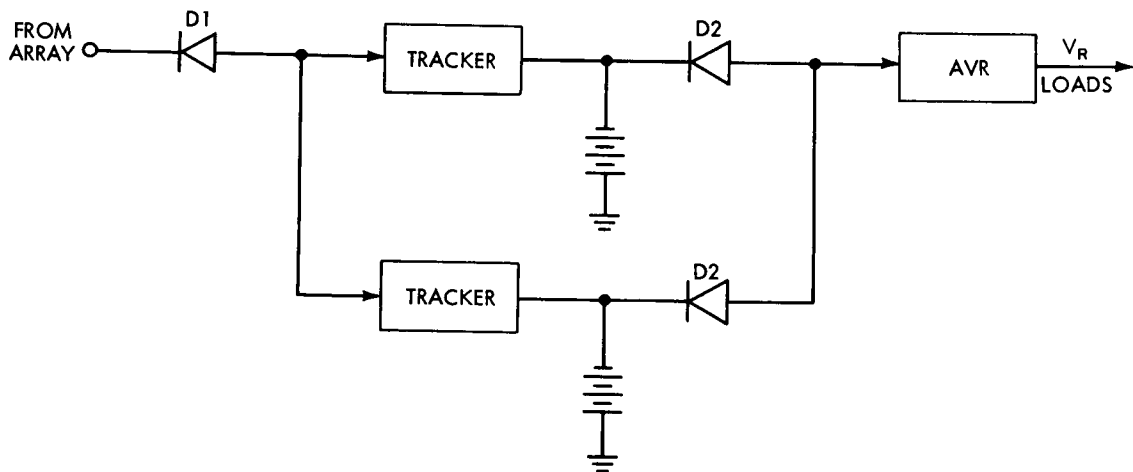 FROM
ARRAY
D1
TRACKER
D2
AVR
V_R
LOADS
TRACKER
D2